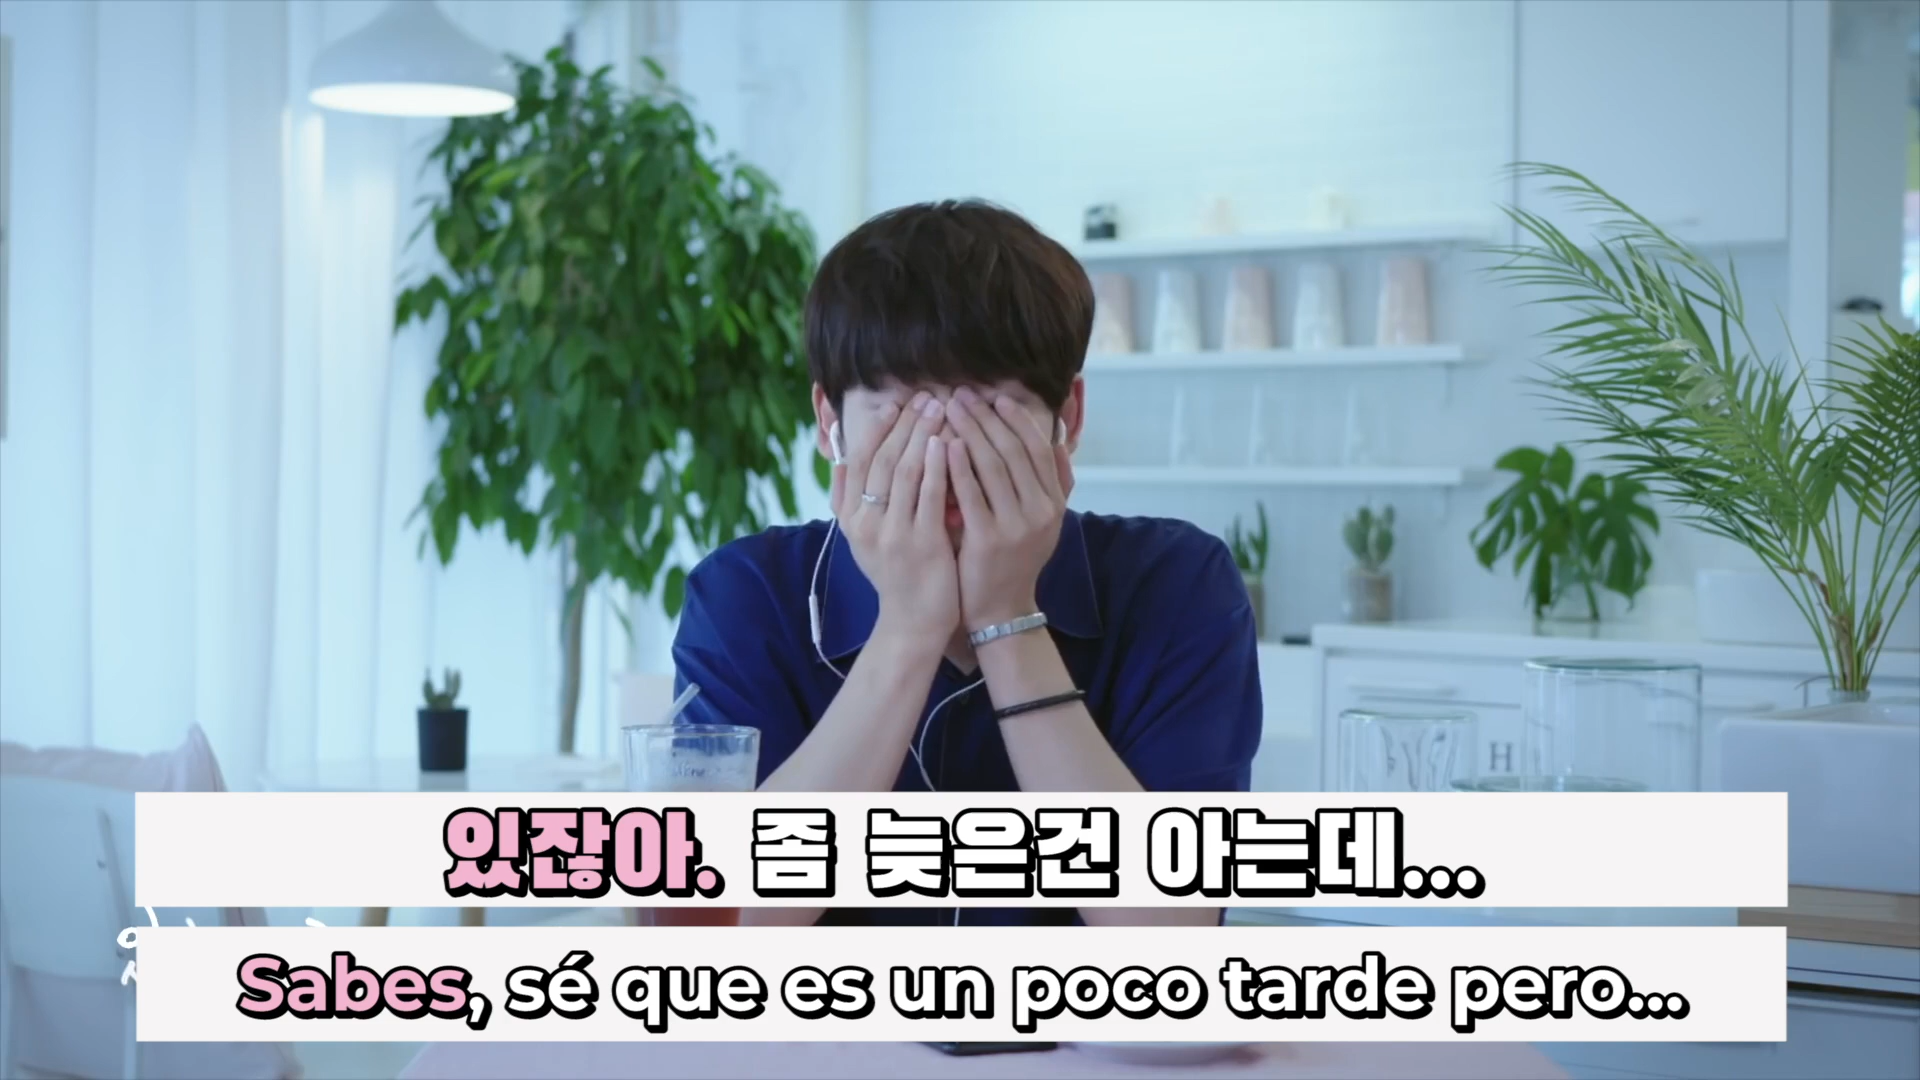 있잖아. 좀 늦은건 아는데...
Sabes, sé que es un poco tarde pero...
H